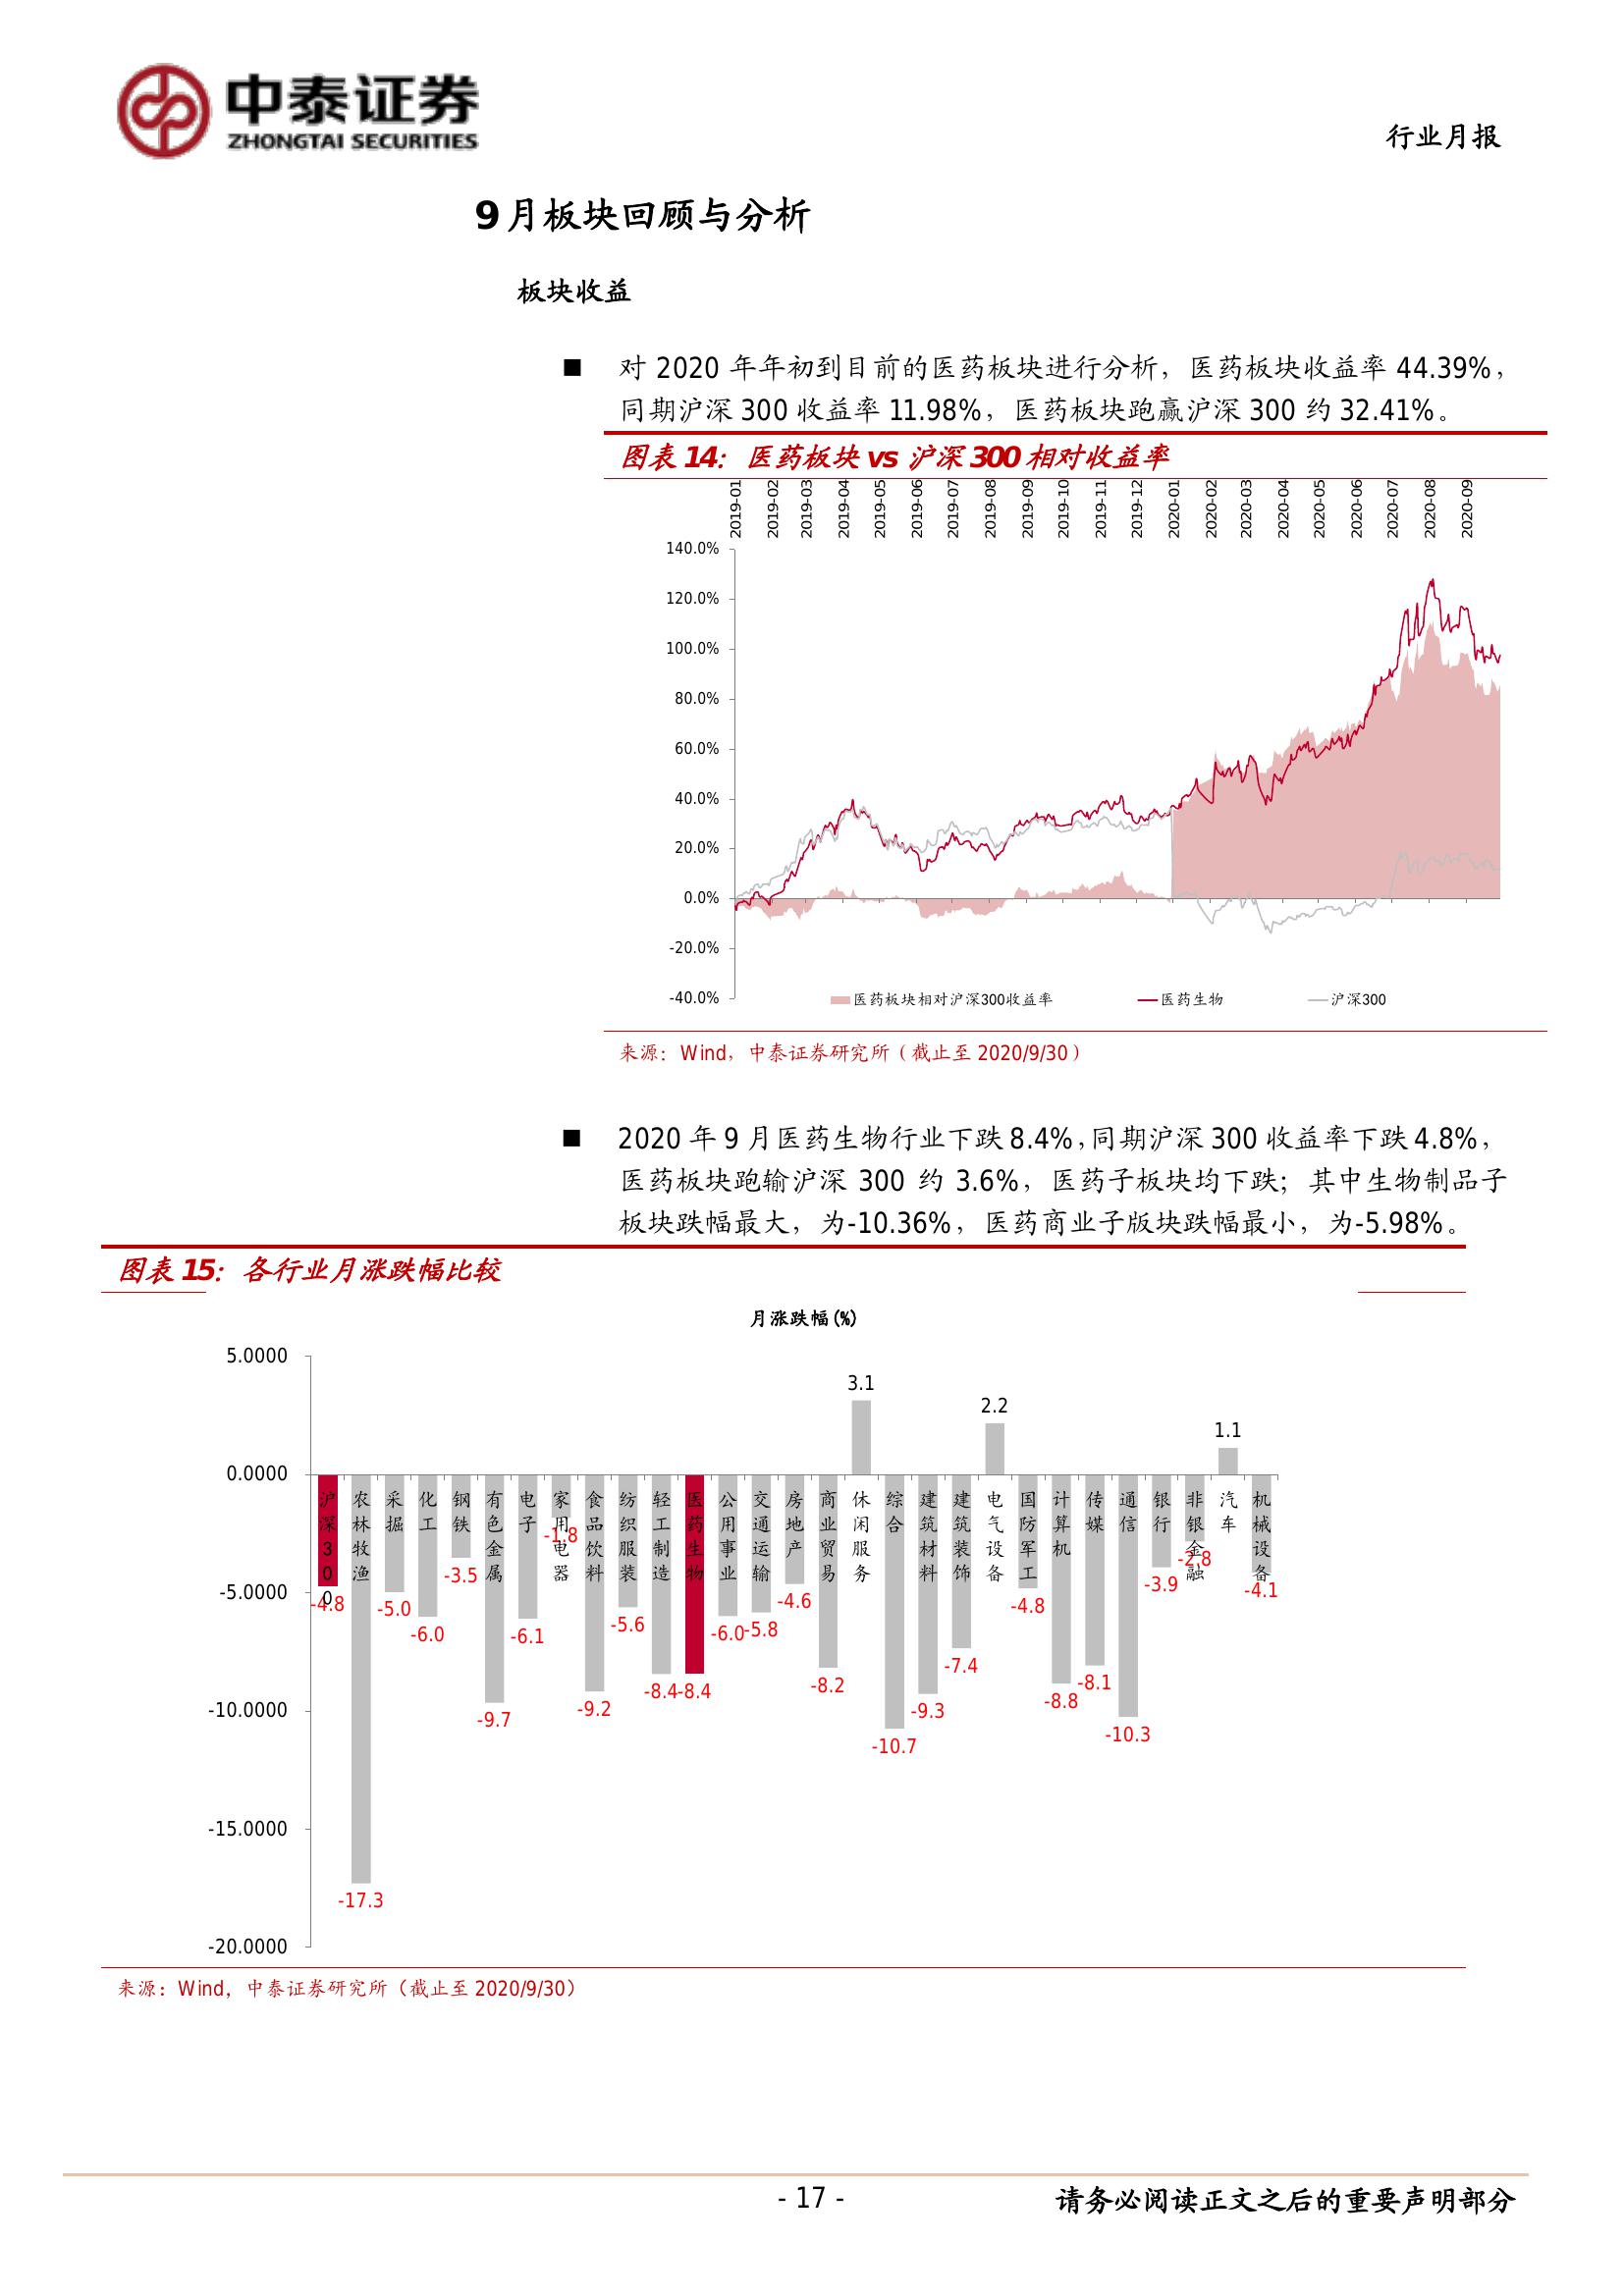 中泰证券
ZHONGTAI SECURITIES
行业月报
9月板块回顾与分析
板块收益
■ 对 2020 年年初到目前的医药板块进行分析，医药板块收益率 44.39%，
同期沪深 300 收益率 11.98%，医药板块跑赢沪深 300 约 32.41%。
图表 14：医药板块 vs 沪深 300 相对收益率
2019-01 2019-02 2019-03 2019-04 2019-05 2019-06 2019-07 2019-08 2019-09 2019-10 2019-11 2019-12 2020-01 2020-02 2020-03 2020-04 2020-05 2020-06 2020-07 2020-08 2020-09
140.0%
120.0%
100.0%
80.0%
60.0%
40.0%
20.0%
0.0%
-20.0%
-40.0%
医药板块相对沪深300收益率 医药生物 沪深300
来源：Wind，中泰证券研究所（截止至 2020/9/30）
■ 2020 年 9 月医药生物行业下跌 8.4%，同期沪深 300 收益率下跌 4.8%，
医药板块跑输沪深 300 约 3.6%，医药子板块均下跌；其中生物制品子
板块跌幅最大，为-10.36%，医药商业子版块跌幅最小，为-5.98%。
图表 15：各行业月涨跌幅比较
月涨跌幅(%)
5.0000
0.0000
-5.0000
-10.0000
-15.0000
-20.0000
沪深300 农林牧渔 采掘 化工 钢铁 有色金属 电子 家用电器 食品饮料 纺织服装 轻工制造 医药生物 公用事业 交通运输 房地产 商业贸易 休闲服务 综合 建筑材料 建筑装饰 电气设备 国防军工 计算机 传媒 通信 银行 非银金融 汽车 机械设备
-4.8 -17.3 -5.0 -6.0 -3.5 -9.7 -6.1 -1.8 -9.2 -5.6 -8.4 -8.4 -6.0 -5.8 -4.6 -8.2 3.1 -10.7 -9.3 -7.4 2.2 -4.8 -8.8 -8.1 -10.3 -3.9 -2.8 1.1 -4.1
来源：Wind，中泰证券研究所（截止至 2020/9/30）
- 17 -
请务必阅读正文之后的重要声明部分